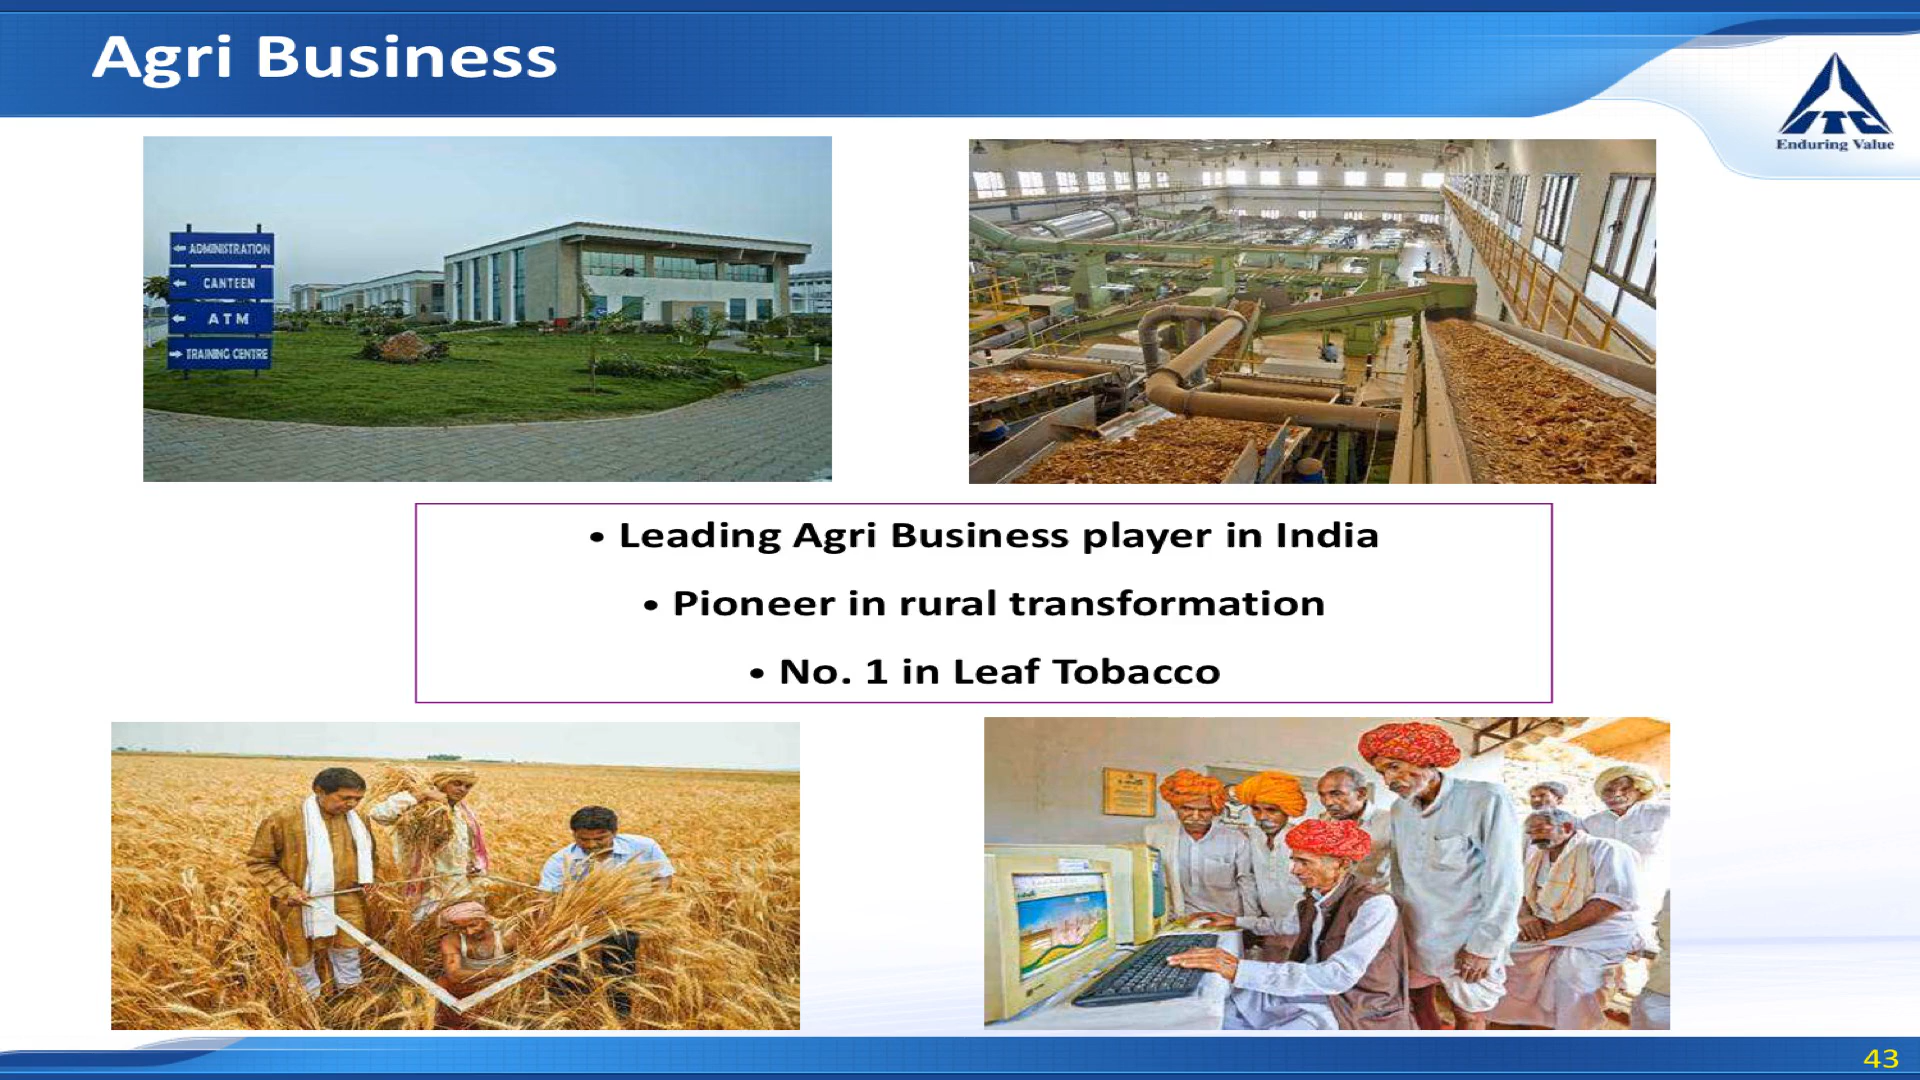 Agri Business
ITC
Enduring Value
ADMINISTRATION
CANTEEN
ATM
TRAINING CENTRE
• Leading Agri Business player in India
• Pioneer in rural transformation
• No. 1 in Leaf Tobacco
43